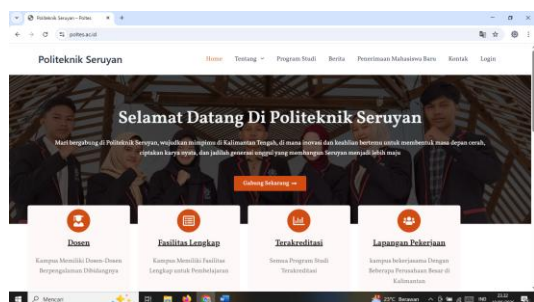 Politeknik Seruyan - Poltes
poltes.ac.id
Politeknik Seruyan
Home Tentang Program Studi Berita Penerimaan Mahasiswa Baru Kontak Login
Selamat Datang Di Politeknik Seruyan
Mari bergabung di Politeknik Seruyan, wujudkan mimpimu di Kalimantan Tengah, di mana inovasi dan keahlian bertemu untuk membentuk masa depan cerah,
ciptakan karya nyata, dan jadilah generasi unggul yang membangun Seruyan menjadi lebih maju
Gabung Sekarang
Dosen
Kampus Memiliki Dosen-Dosen
Berpengalaman Dibidangnya
Fasilitas Lengkap
Kampus Memiliki Fasilitas
Lengkap untuk Pembelajaran
Terakreditasi
Semua Program Studi
Terakreditasi
Lapangan Pekerjaan
kampus bekerjasama Dengan
Beberapa Perusahaan Besar di
Kalimantan
Mencari
23°C Berawan
IND